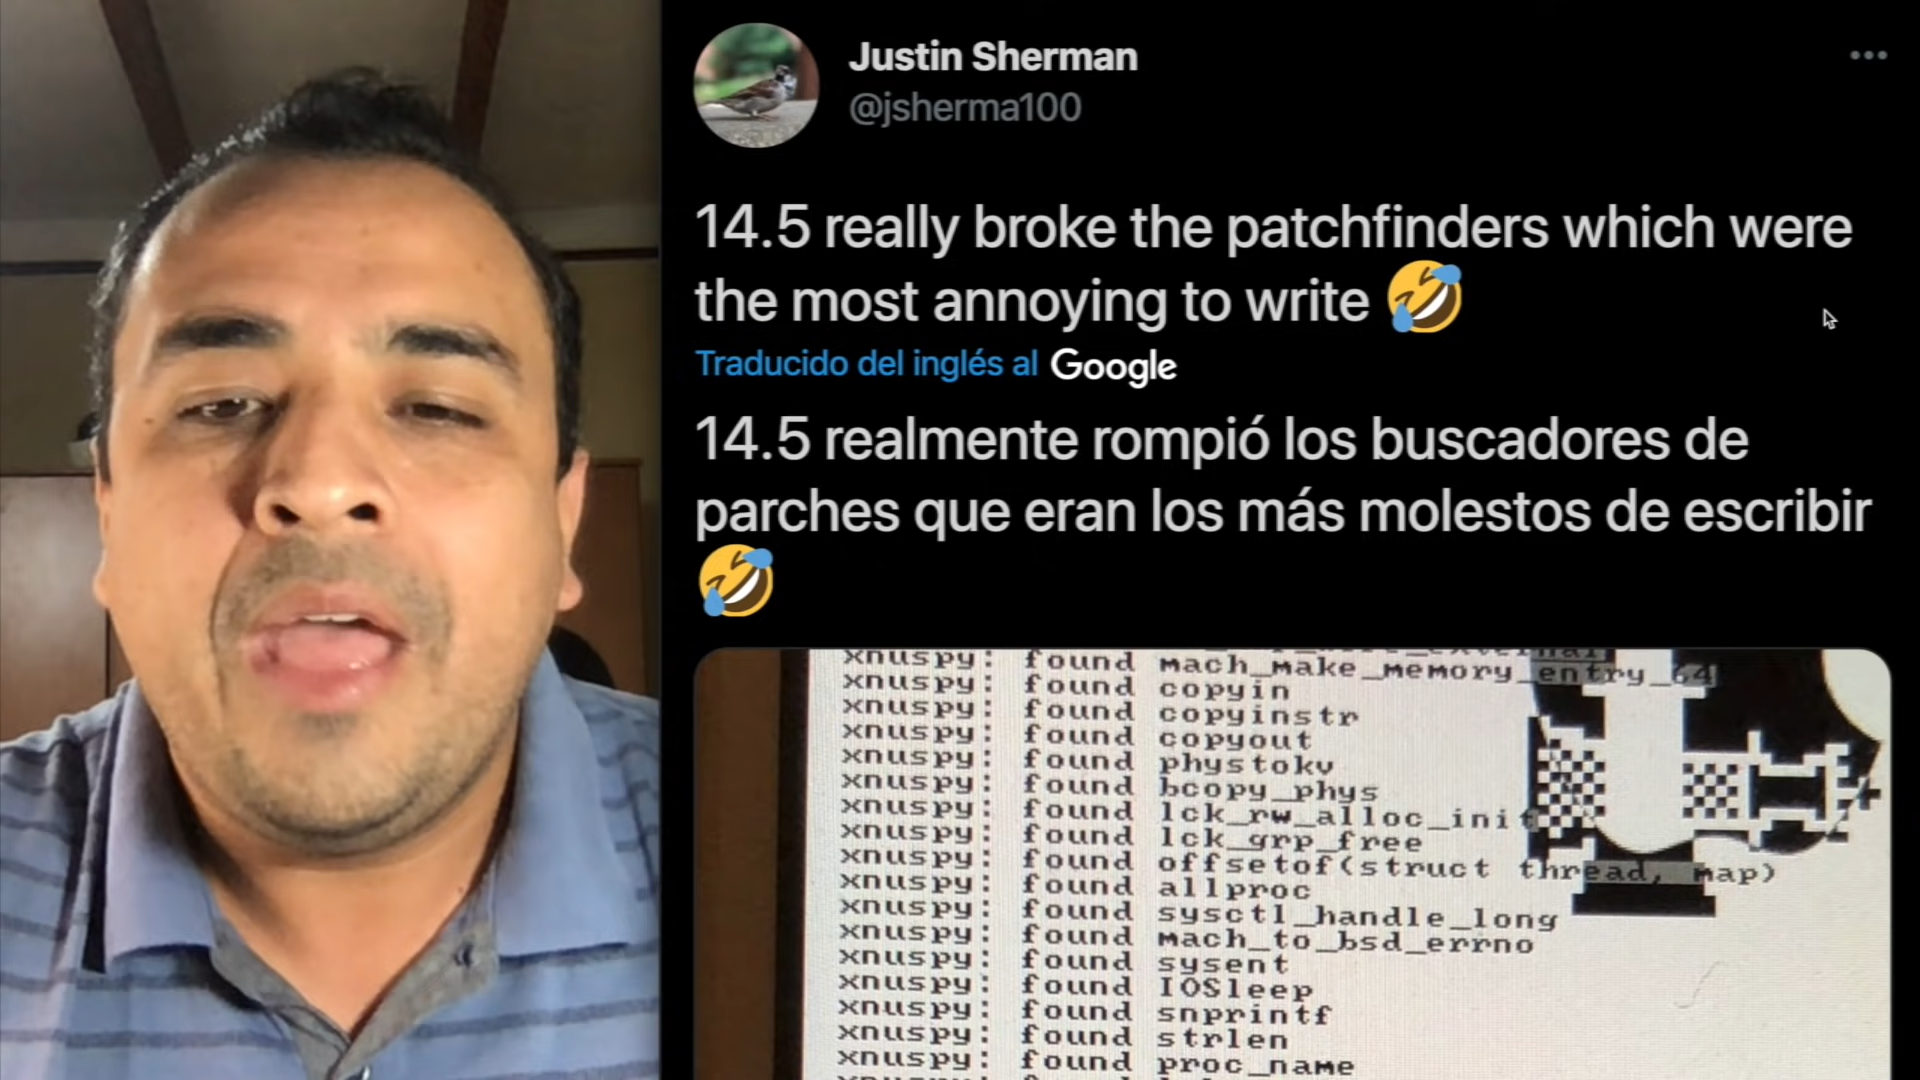 Justin Sherman
@jsherma100
14.5 really broke the patchfinders which were
the most annoying to write 🤣
Traducido del inglés al Google
14.5 realmente rompió los buscadores de
parches que eran los más molestos de escribir
🤣
xnuspy: found mach_make_memory_entry_64
xnuspy: found copyin
xnuspy: found copyinstr
xnuspy: found copyout
xnuspy: found phystokv
xnuspy: found bcopy_phys
xnuspy: found lck_rw_alloc_init
xnuspy: found lck_grp_free
xnuspy: found offsetof(struct thread, map)
xnuspy: found allproc
xnuspy: found sysctl_handle_long
xnuspy: found mach_to_bsd_errno
xnuspy: found sysent
xnuspy: found IOSleep
xnuspy: found snprintf
xnuspy: found strlen
xnuspy: found proc_name